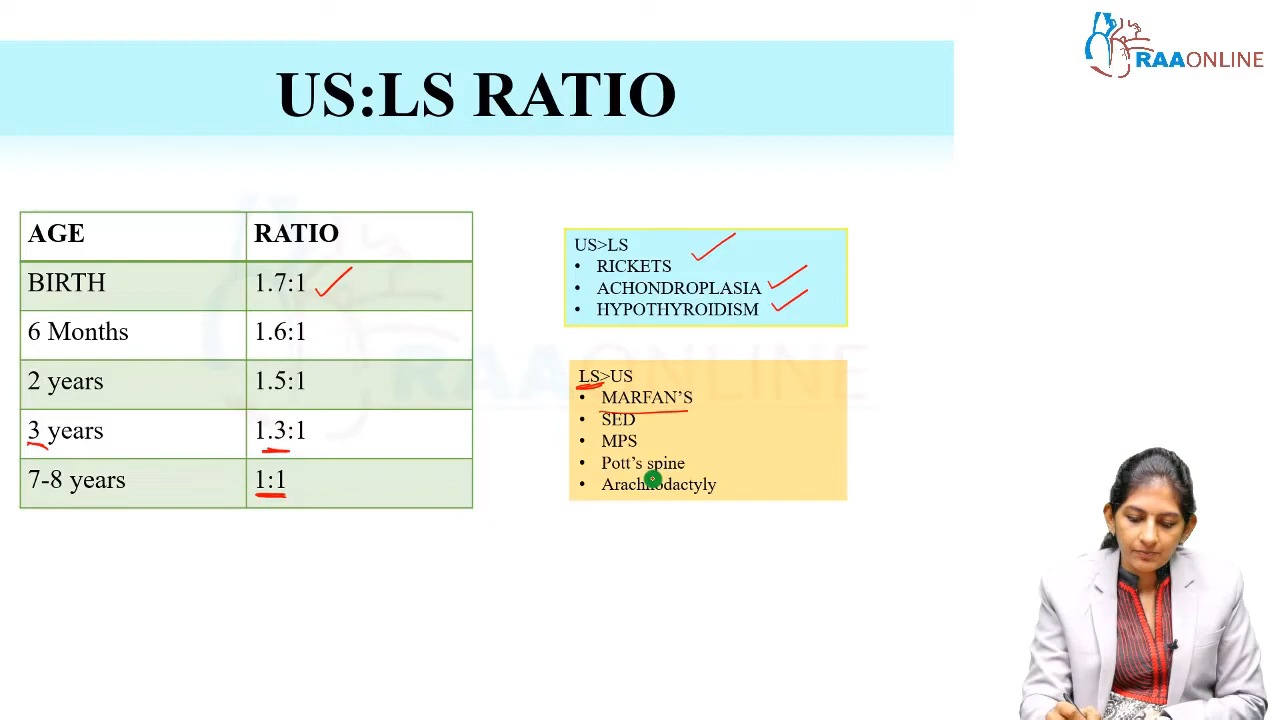 RAAONLINE
US:LS RATIO
AGE RATIO
BIRTH 1.7:1
6 Months 1.6:1
2 years 1.5:1
3 years 1.3:1
7-8 years 1:1
US>LS
• RICKETS
• ACHONDROPLASIA
• HYPOTHYROIDISM
LS>US
• MARFAN’S
• SED
• MPS
• Pott’s spine
• Arachnodactyly
RAAONLINE